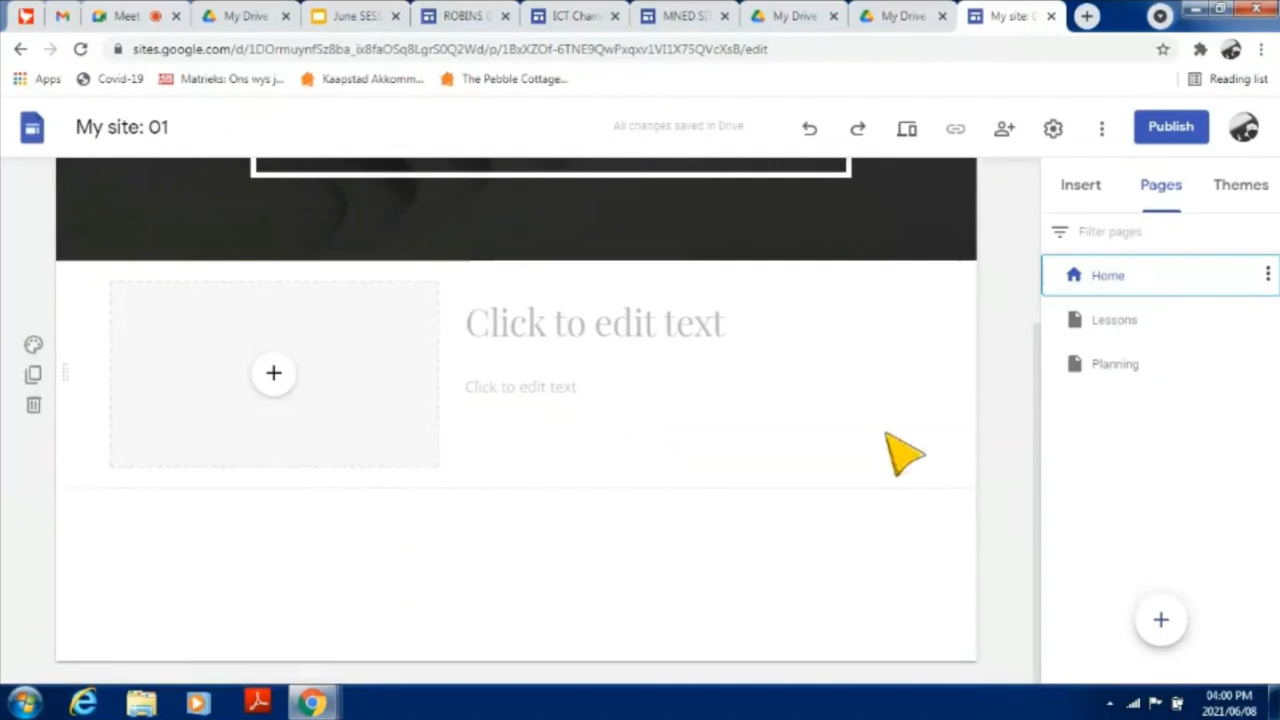 Meet
My Drive
June SESS
ROBINS
ICT Cham
MNED SI
My Drive
My Drive
My site: 0
sites.google.com/d/1DOrmuynfSz8ba_ix8faOSq8LgrS0Q2Wd/p/1BxXZOf-6TNE9QwPxqxv1VI1X75QVcXsB/edit
Apps
Covid-19
Matrieks: Ons wys j...
Kaapstad Akkomm...
The Pebble Cottage...
Reading list
My site: 01
All changes saved in Drive
Publish
Insert
Pages
Themes
Filter pages
Home
Lessons
Planning
Click to edit text
Click to edit text
04:00 PM
2021/06/08